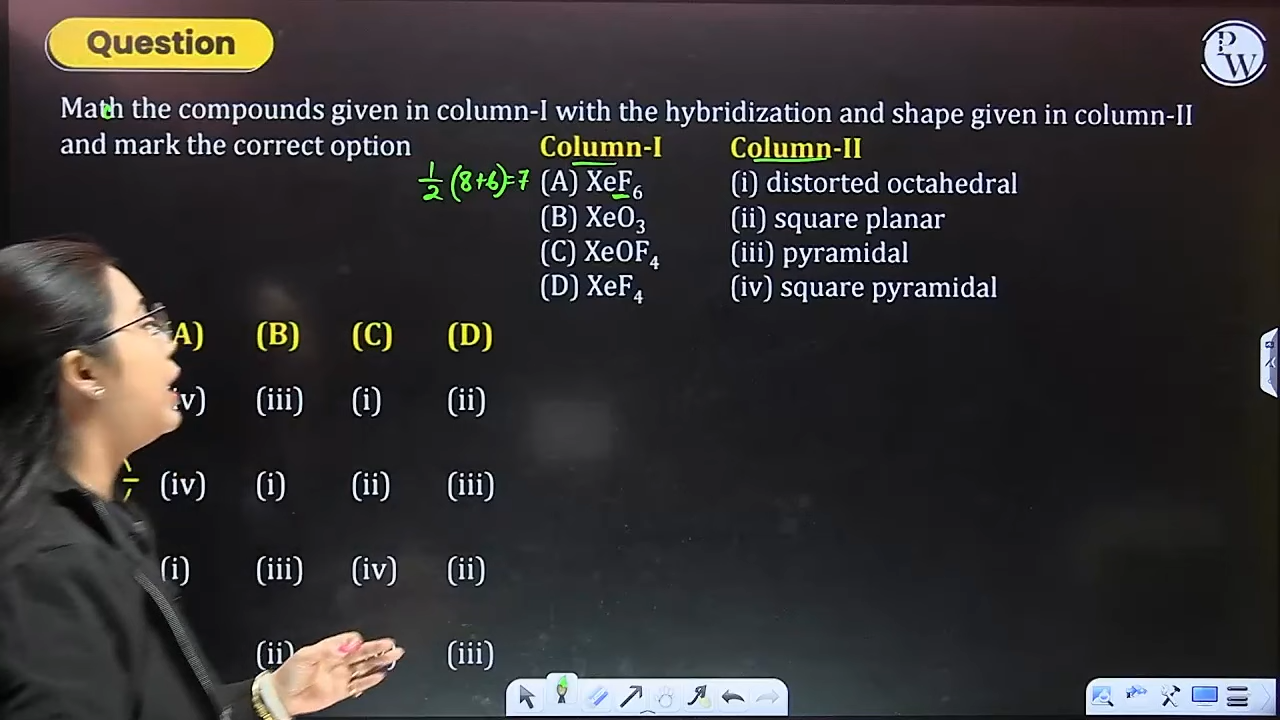 Question
PW
Math the compounds given in column-I with the hybridization and shape given in column-II
c
and mark the correct option
Column-I Column-II
½(8+6)=7 (A) XeF₆ (i) distorted octahedral
(B) XeO₃ (ii) square planar
(C) XeOF₄ (iii) pyramidal
(D) XeF₄ (iv) square pyramidal
A) (B) (C) (D)
iv) (iii) (i) (ii)
(iv) (i) (ii) (iii)
(i) (iii) (iv) (ii)
(ii) (iii)